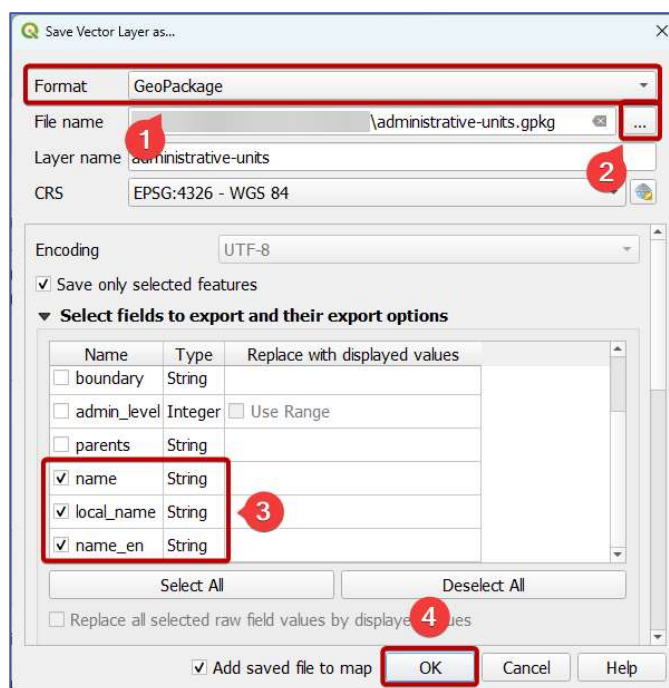 Save Vector Layer as...
Format GeoPackage
File name \administrative-units.gpkg ...
1
2
Layer name administrative-units
CRS EPSG:4326 - WGS 84
Encoding UTF-8
Save only selected features
Select fields to export and their export options
Name Type Replace with displayed values
boundary String
admin_level Integer Use Range
parents String
name String
local_name String 3
name_en String
Select All Deselect All
Replace all selected raw field values by displayed values
4
Add saved file to map OK Cancel Help